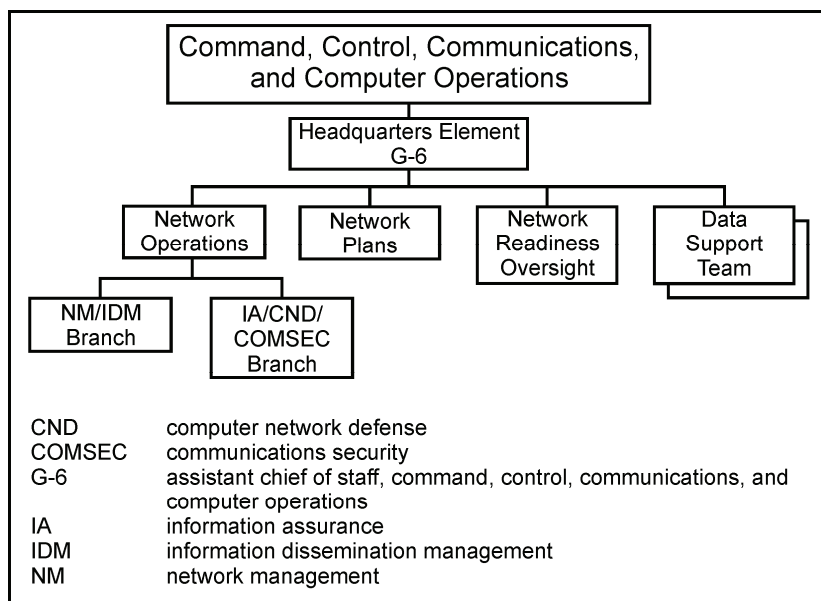 Command, Control, Communications,
and Computer Operations
Headquarters Element
G-6
Network
Operations
Network
Plans
Network
Readiness
Oversight
Data
Support
Team
NM/IDM
Branch
IA/CND/
COMSEC
Branch
CND computer network defense
COMSEC communications security
G-6 assistant chief of staff, command, control, communications, and
computer operations
IA information assurance
IDM information dissemination management
NM network management